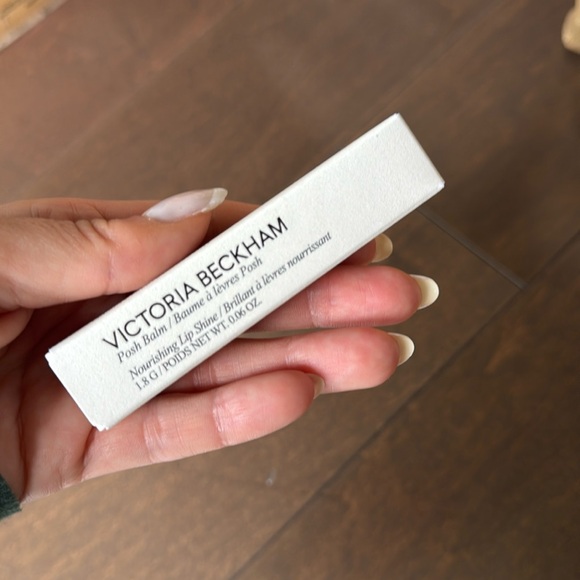 VICTORIA BECKHAM
Posh Balm / Baume à lèvres Posh
Nourishing Lip Shine / Brillant à lèvres nourrissant
1.8 G / POIDS NET WT. 0.06 OZ.